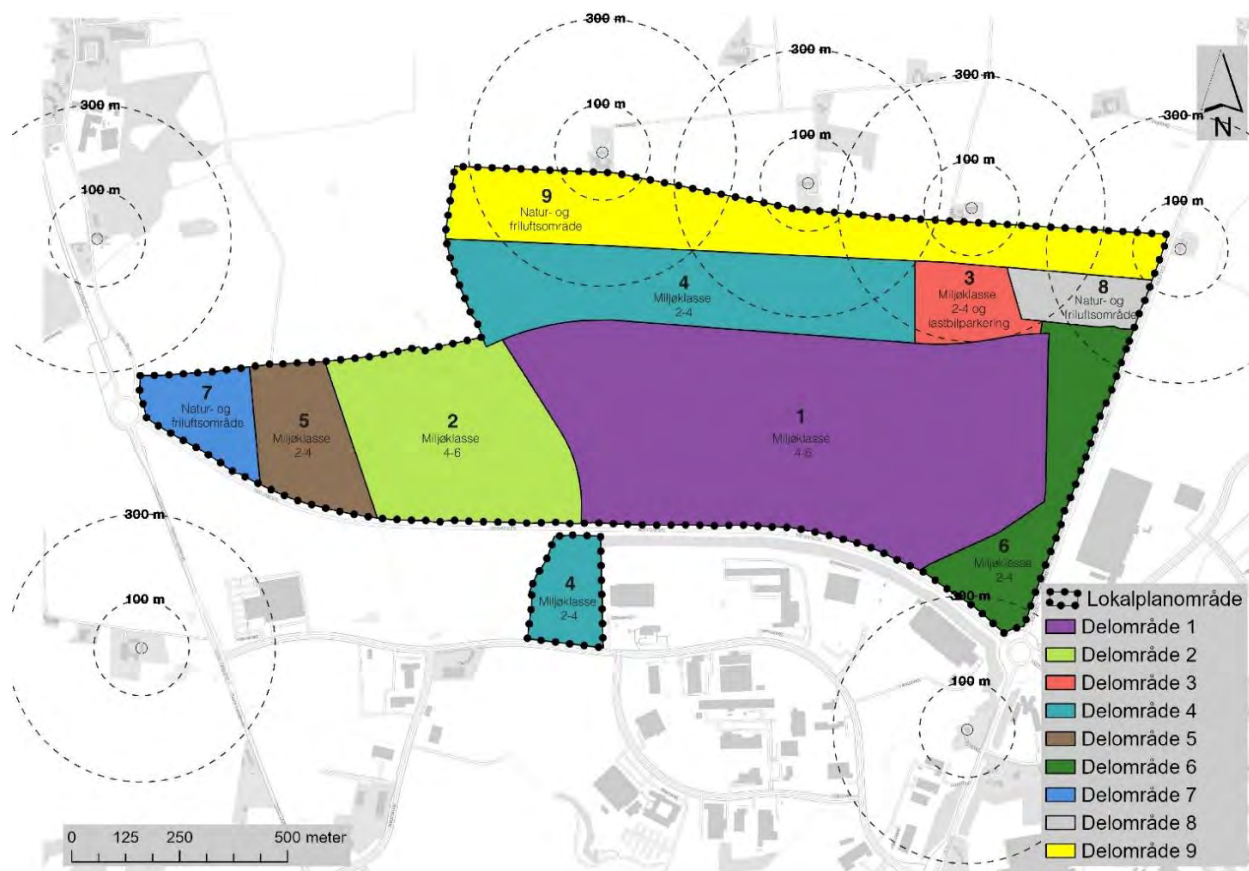 300 m
300 m
300 m
300 m
300 m
100 m
100 m
100 m
100 m
100 m
N
9
Natur- og
friluftsområde
4
Miljøklasse
2-4
3
Miljøklasse
2-4 og
lastbilparkering
8
Natur- og
friluftsområde
7
Natur- og
friluftsområde
5
Miljøklasse
2-4
2
Miljøklasse
4-6
1
Miljøklasse
4-6
300 m
4
Miljøklasse
2-4
6
Miljøklasse
2-4
300 m
100 m
100 m
Lokalplanområde
Delområde 1
Delområde 2
Delområde 3
Delområde 4
Delområde 5
Delområde 6
Delområde 7
Delområde 8
Delområde 9
0 125 250 500 meter